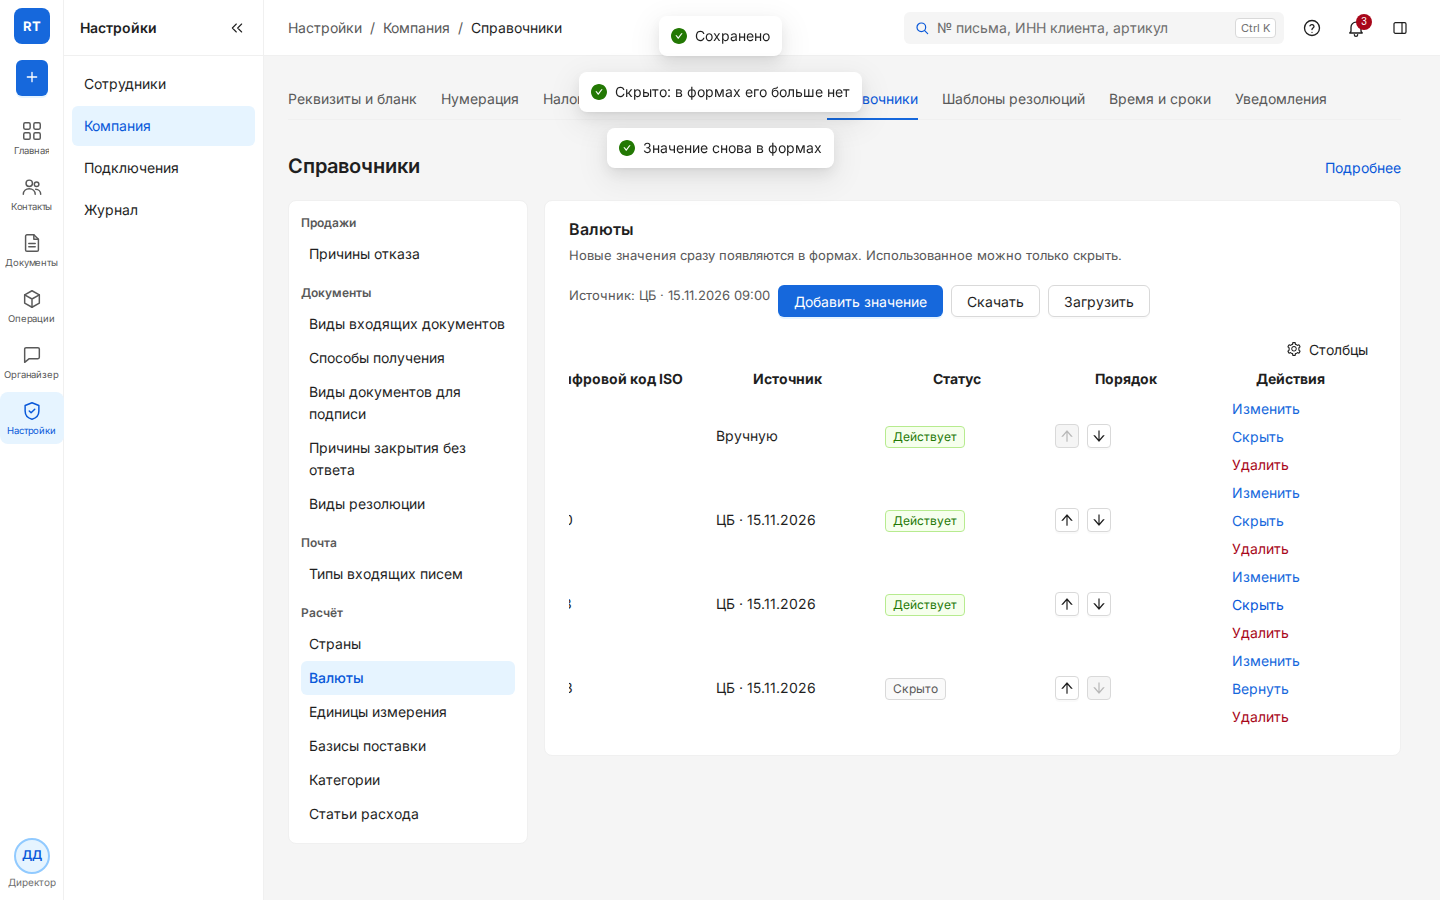 RT
Настройки
Настройки / Компания / Справочники
Сохранено
№ письма, ИНН клиента, артикул
Ctrl K
3
Сотрудники
Компания
Подключения
Журнал
Главная
Контакты
Документы
Операции
Органайзер
Настройки
ДД
Директор
Реквизиты и бланк
Нумерация
Скрыто: в формах его больше нет
Шаблоны резолюций
Время и сроки
Уведомления
Значение снова в формах
Справочники
Подробнее
Продажи
Причины отказа
Документы
Виды входящих документов
Способы получения
Виды документов для
подписи
Причины закрытия без
ответа
Виды резолюции
Почта
Типы входящих писем
Расчёт
Страны
Валюты
Единицы измерения
Базисы поставки
Категории
Статьи расхода
Валюты
Новые значения сразу появляются в формах. Использованное можно только скрыть.
Источник: ЦБ · 15.11.2026 09:00
Добавить значение
Скачать
Загрузить
Столбцы
код ISO
Источник
Статус
Порядок
Действия
Вручную
Действует
Изменить
Скрыть
Удалить
ЦБ · 15.11.2026
Действует
Изменить
Скрыть
Удалить
ЦБ · 15.11.2026
Действует
Изменить
Скрыть
Удалить
ЦБ · 15.11.2026
Скрыто
Изменить
Вернуть
Удалить